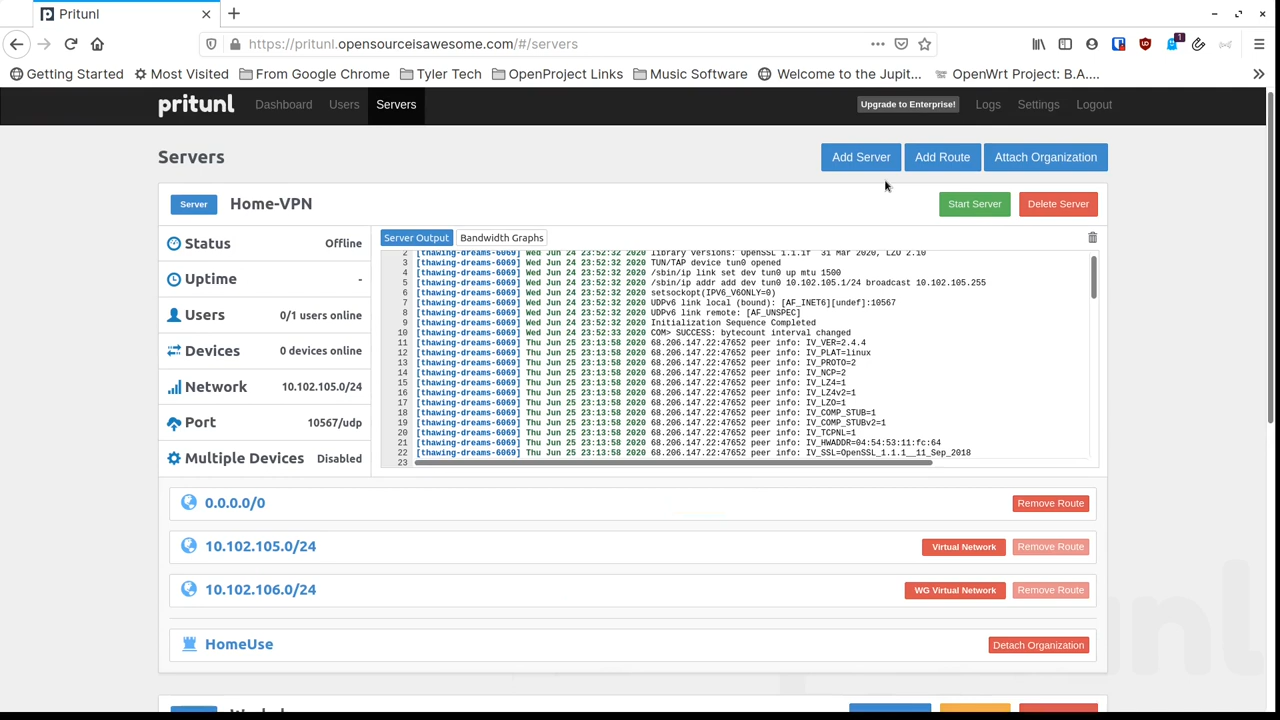 Pritunl
https://pritunl.opensourceisawesome.com/#/servers
1
Getting Started
Most Visited
From Google Chrome
Tyler Tech
OpenProject Links
Music Software
Welcome to the Jupit...
OpenWrt Project: B.A....
pritunl
Dashboard
Users
Servers
Upgrade to Enterprise!
Logs
Settings
Logout
Servers
Add Server
Add Route
Attach Organization
Server
Home-VPN
Start Server
Delete Server
Status
Offline
Uptime
-
Users
0/1 users online
Devices
0 devices online
Network
10.102.105.0/24
Port
10567/udp
Multiple Devices
Disabled
Server Output
Bandwidth Graphs
2 [thawing-dreams-6069] Wed Jun 24 23:52:32 2020 library versions: OpenSSL 1.1.1f 31 Mar 2020, LZO 2.10
3 [thawing-dreams-6069] Wed Jun 24 23:52:32 2020 TUN/TAP device tun0 opened
4 [thawing-dreams-6069] Wed Jun 24 23:52:32 2020 /sbin/ip link set dev tun0 up mtu 1500
5 [thawing-dreams-6069] Wed Jun 24 23:52:32 2020 /sbin/ip addr add dev tun0 10.102.105.1/24 broadcast 10.102.105.255
6 [thawing-dreams-6069] Wed Jun 24 23:52:32 2020 setsockopt(IPV6_V6ONLY=0)
7 [thawing-dreams-6069] Wed Jun 24 23:52:32 2020 UDPv6 link local (bound): [AF_INET6][undef]:10567
8 [thawing-dreams-6069] Wed Jun 24 23:52:32 2020 UDPv6 link remote: [AF_UNSPEC]
9 [thawing-dreams-6069] Wed Jun 24 23:52:32 2020 Initialization Sequence Completed
10 [thawing-dreams-6069] Wed Jun 24 23:52:33 2020 COM> SUCCESS: bytecount interval changed
11 [thawing-dreams-6069] Thu Jun 25 23:13:58 2020 68.206.147.22:47652 peer info: IV_VER=2.4.4
12 [thawing-dreams-6069] Thu Jun 25 23:13:58 2020 68.206.147.22:47652 peer info: IV_PLAT=linux
13 [thawing-dreams-6069] Thu Jun 25 23:13:58 2020 68.206.147.22:47652 peer info: IV_PROTO=2
14 [thawing-dreams-6069] Thu Jun 25 23:13:58 2020 68.206.147.22:47652 peer info: IV_NCP=2
15 [thawing-dreams-6069] Thu Jun 25 23:13:58 2020 68.206.147.22:47652 peer info: IV_LZ4=1
16 [thawing-dreams-6069] Thu Jun 25 23:13:58 2020 68.206.147.22:47652 peer info: IV_LZ4v2=1
17 [thawing-dreams-6069] Thu Jun 25 23:13:58 2020 68.206.147.22:47652 peer info: IV_LZO=1
18 [thawing-dreams-6069] Thu Jun 25 23:13:58 2020 68.206.147.22:47652 peer info: IV_COMP_STUB=1
19 [thawing-dreams-6069] Thu Jun 25 23:13:58 2020 68.206.147.22:47652 peer info: IV_COMP_STUBv2=1
20 [thawing-dreams-6069] Thu Jun 25 23:13:58 2020 68.206.147.22:47652 peer info: IV_TCPNL=1
21 [thawing-dreams-6069] Thu Jun 25 23:13:58 2020 68.206.147.22:47652 peer info: IV_HWADDR=04:54:53:11:fc:64
22 [thawing-dreams-6069] Thu Jun 25 23:13:58 2020 68.206.147.22:47652 peer info: IV_SSL=OpenSSL_1.1.1__11_Sep_2018
23
0.0.0.0/0
Remove Route
10.102.105.0/24
Virtual Network
Remove Route
10.102.106.0/24
WG Virtual Network
Remove Route
HomeUse
Detach Organization